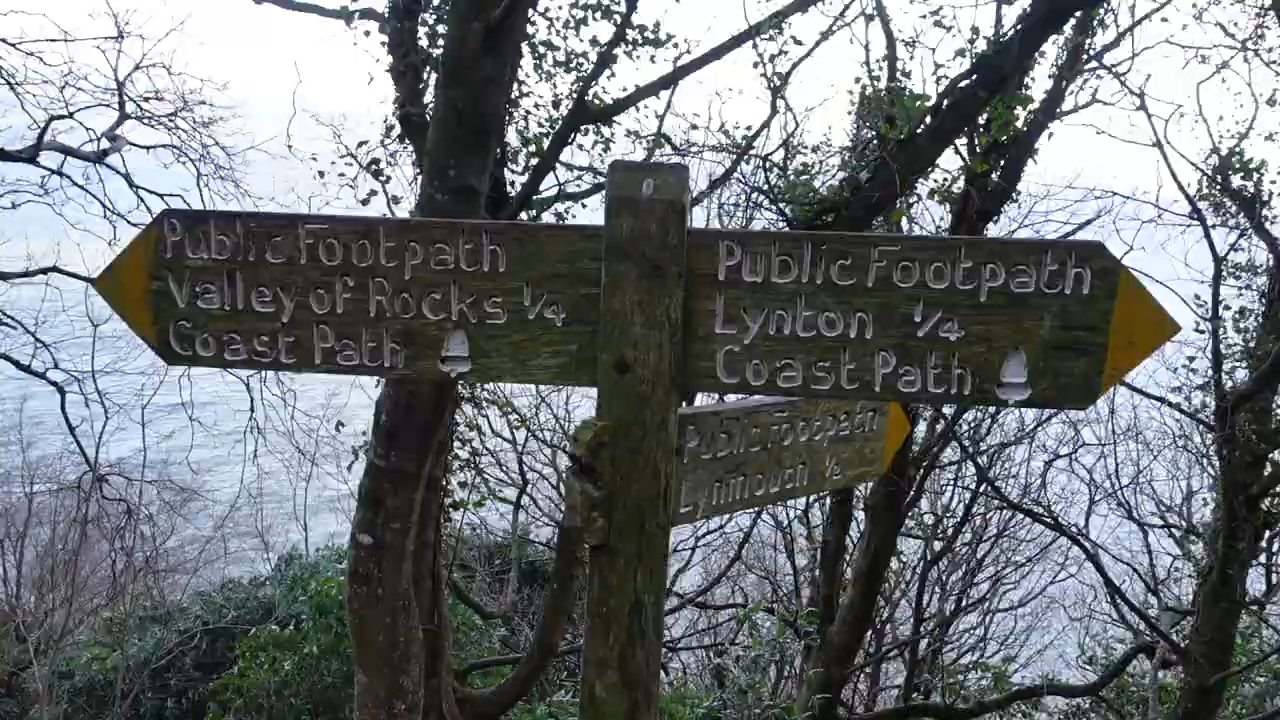 Public Footpath
Valley of Rocks ¼
Coast Path
Public Footpath
Lynton ¼
Coast Path
Public Footpath
Lynmouth ½